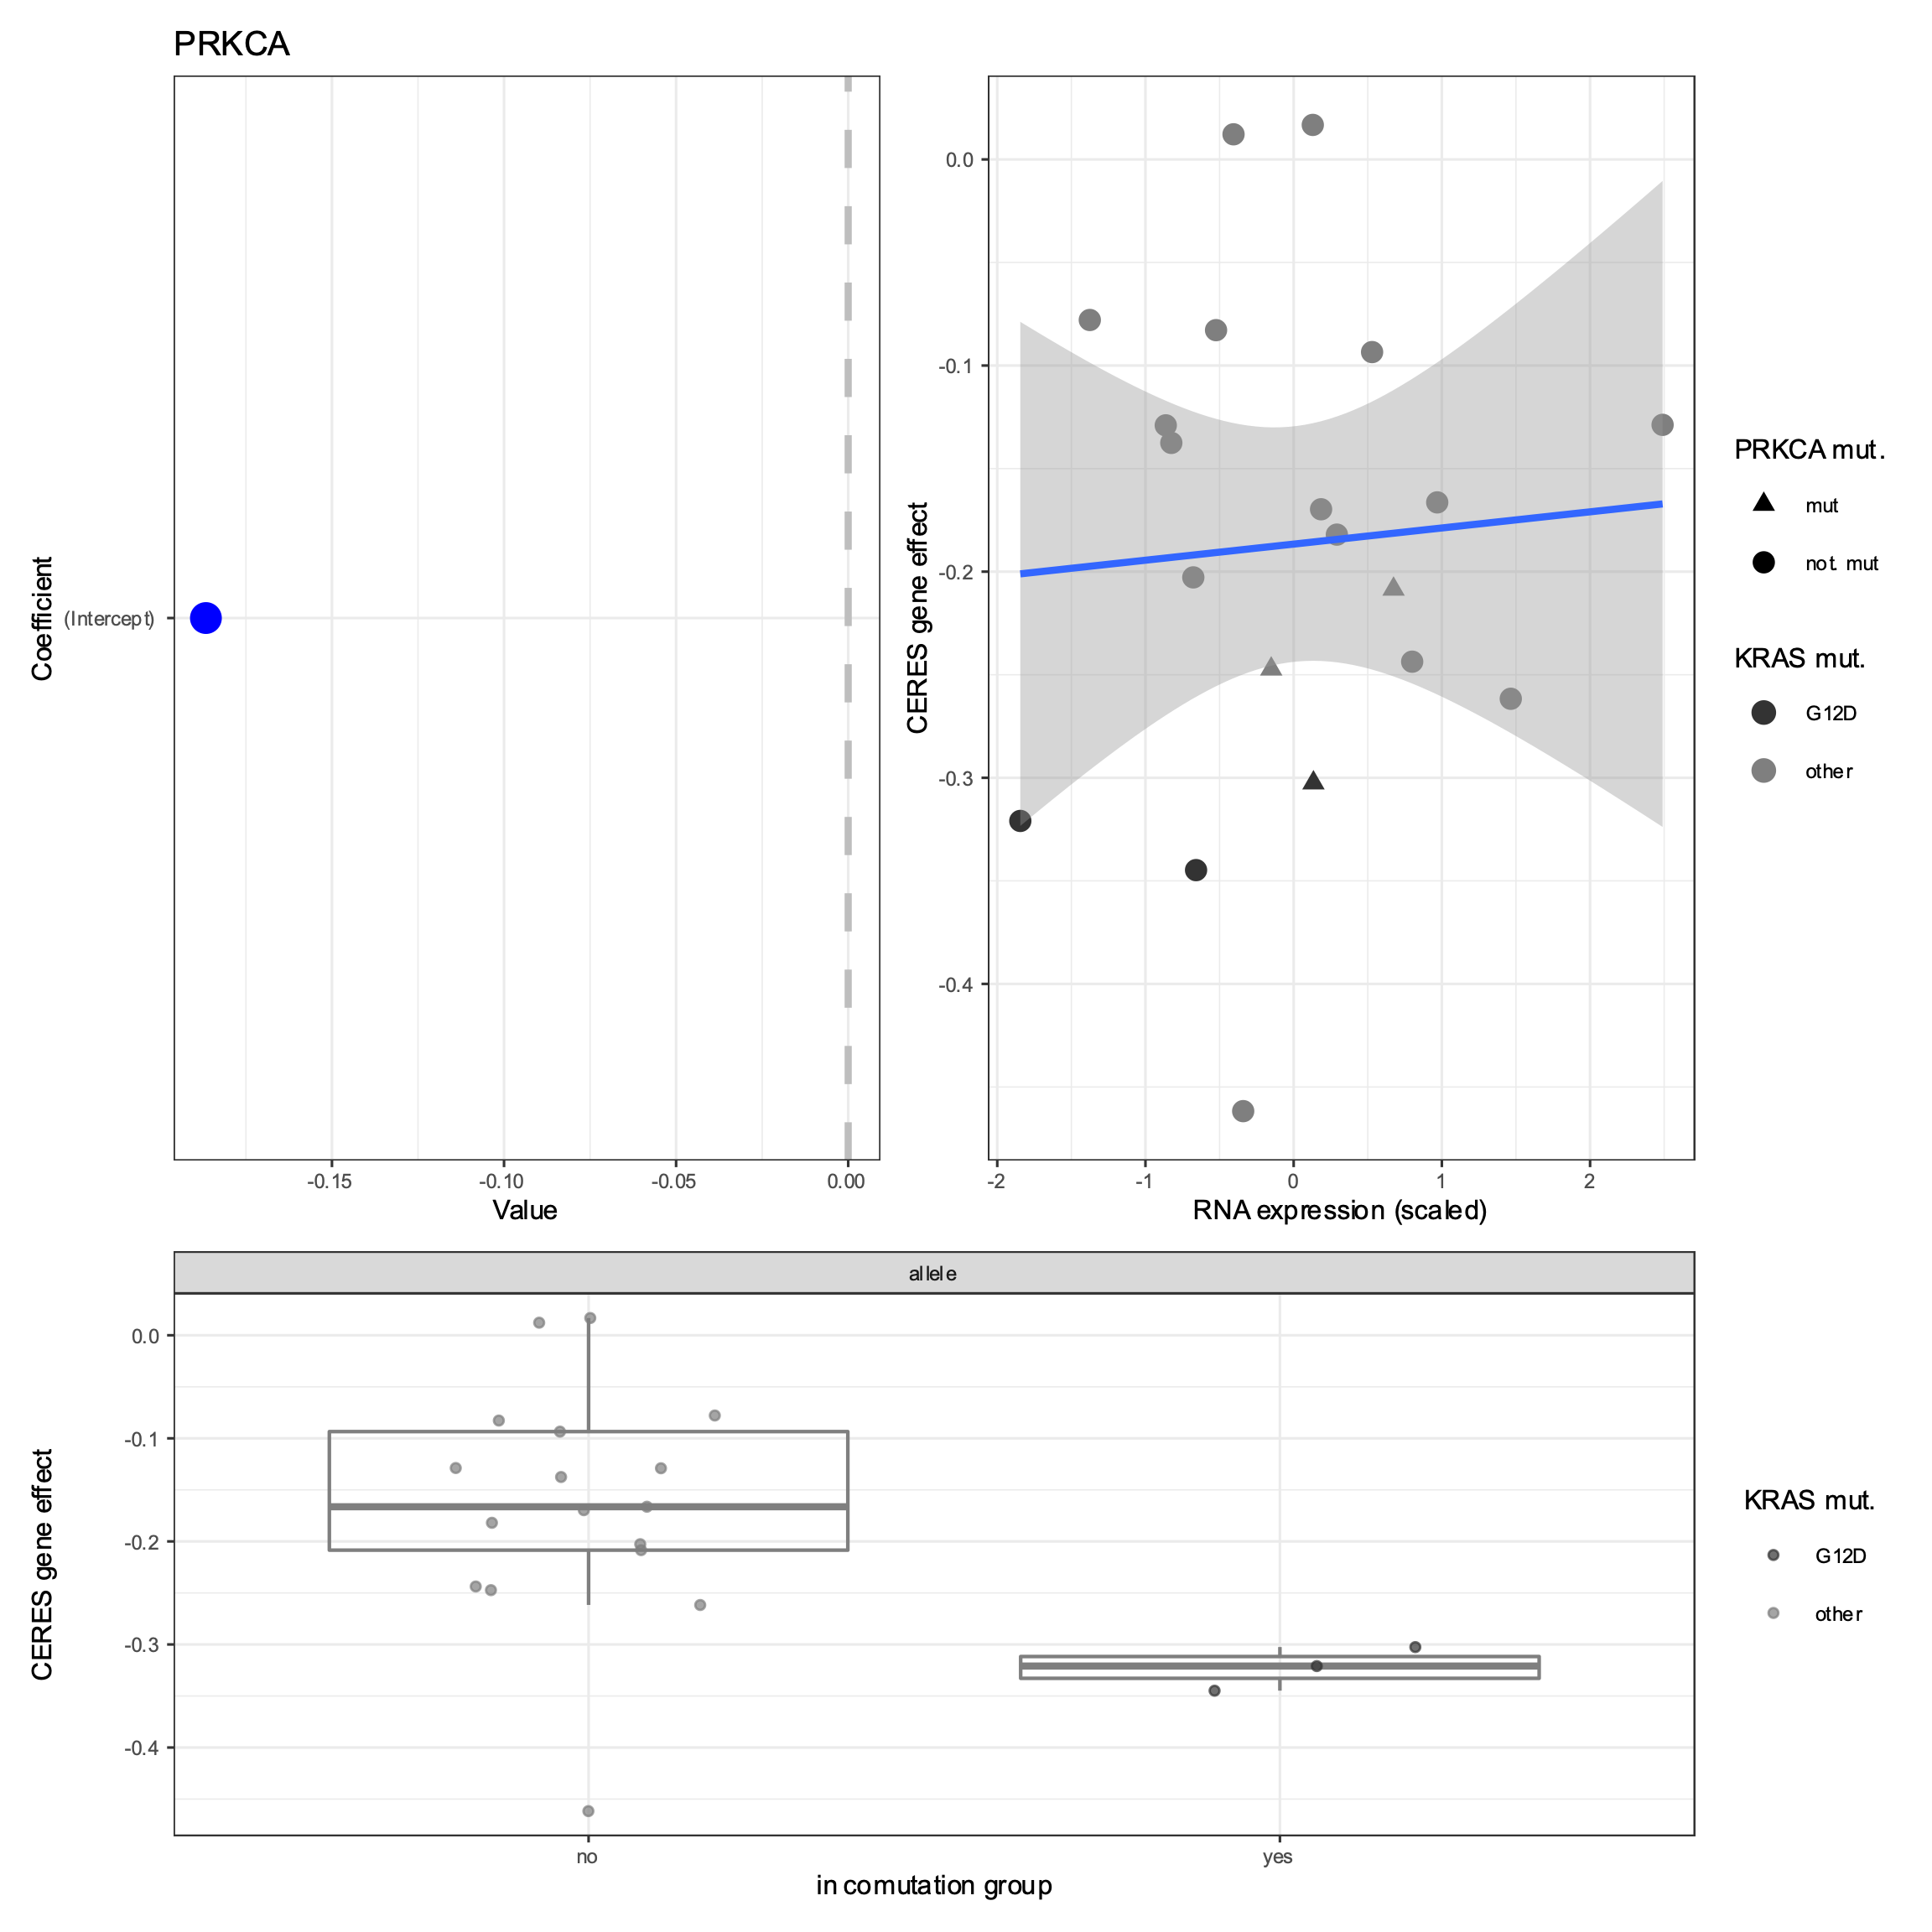 PRKCA
Coefficient
(Intercept)
-0.15
-0.10
-0.05
0.00
Value
CERES gene effect
0.0
-0.1
-0.2
-0.3
-0.4
-2
-1
0
1
2
RNA expression (scaled)
PRKCA mut.
mut
not. mut
KRAS mut.
G12D
other
allele
CERES gene effect
0.0
-0.1
-0.2
-0.3
-0.4
no
yes
in comutation group
KRAS mut.
G12D
other